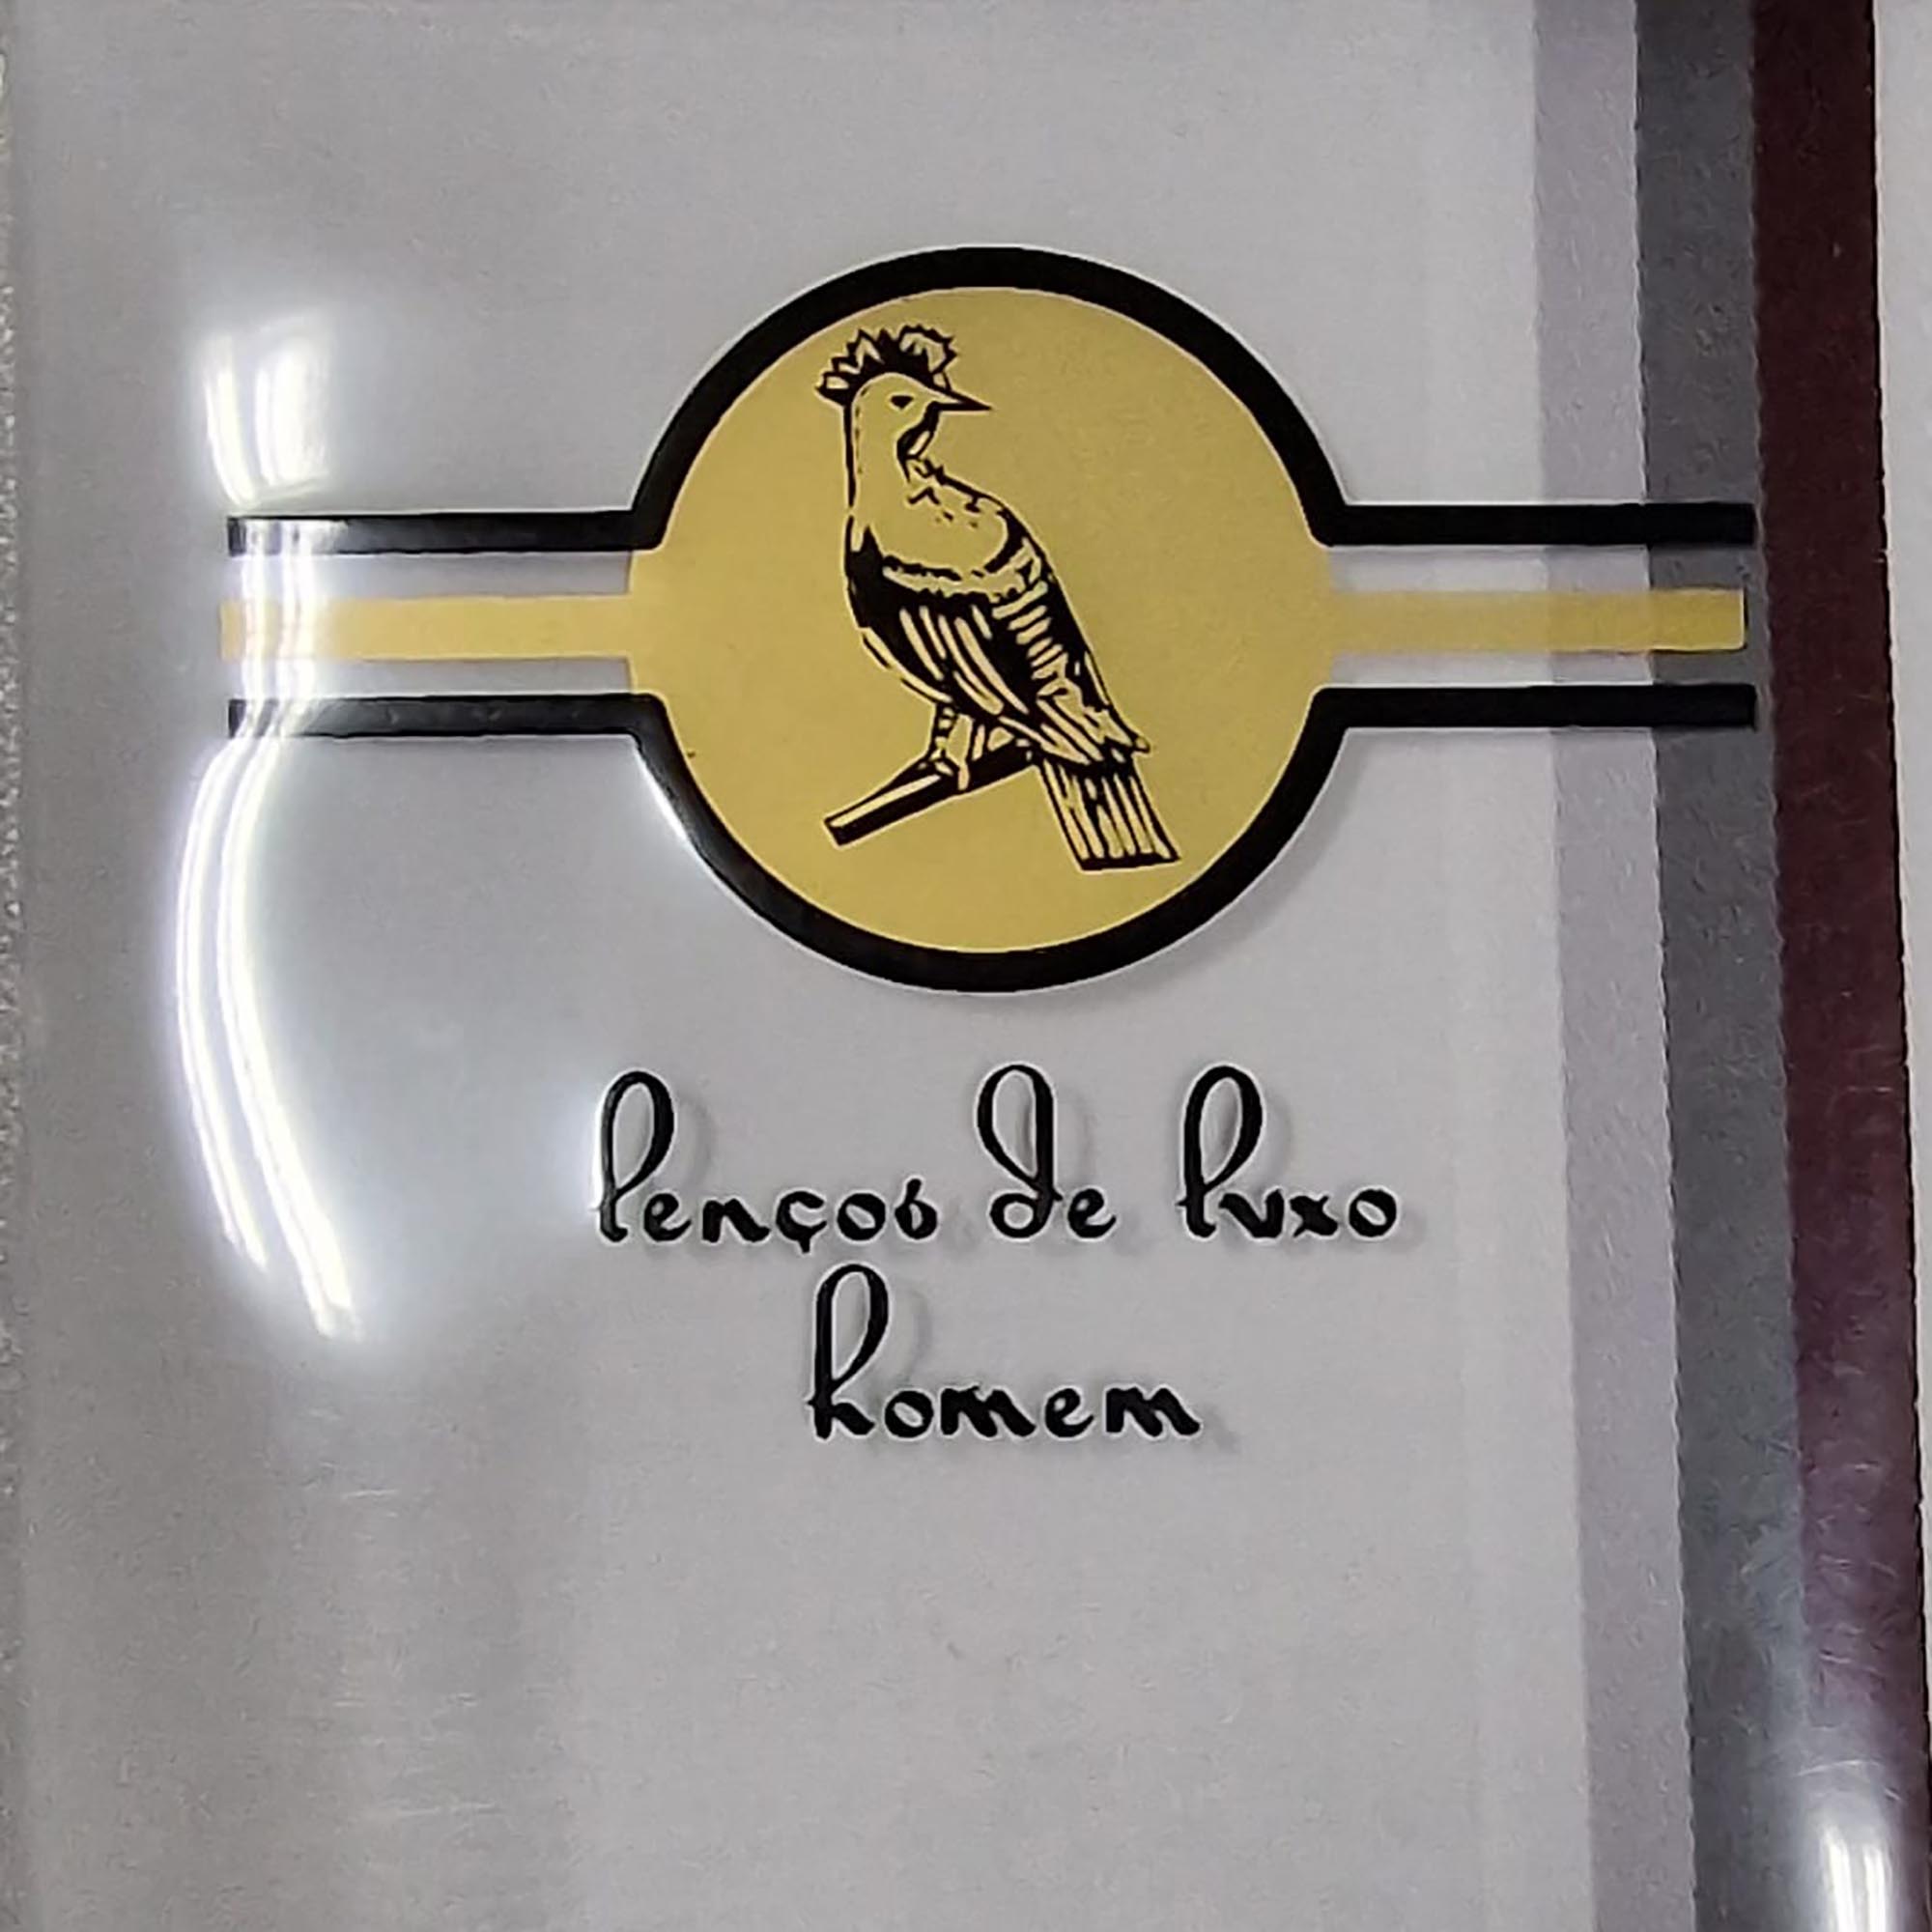 lenços de luxo
homem